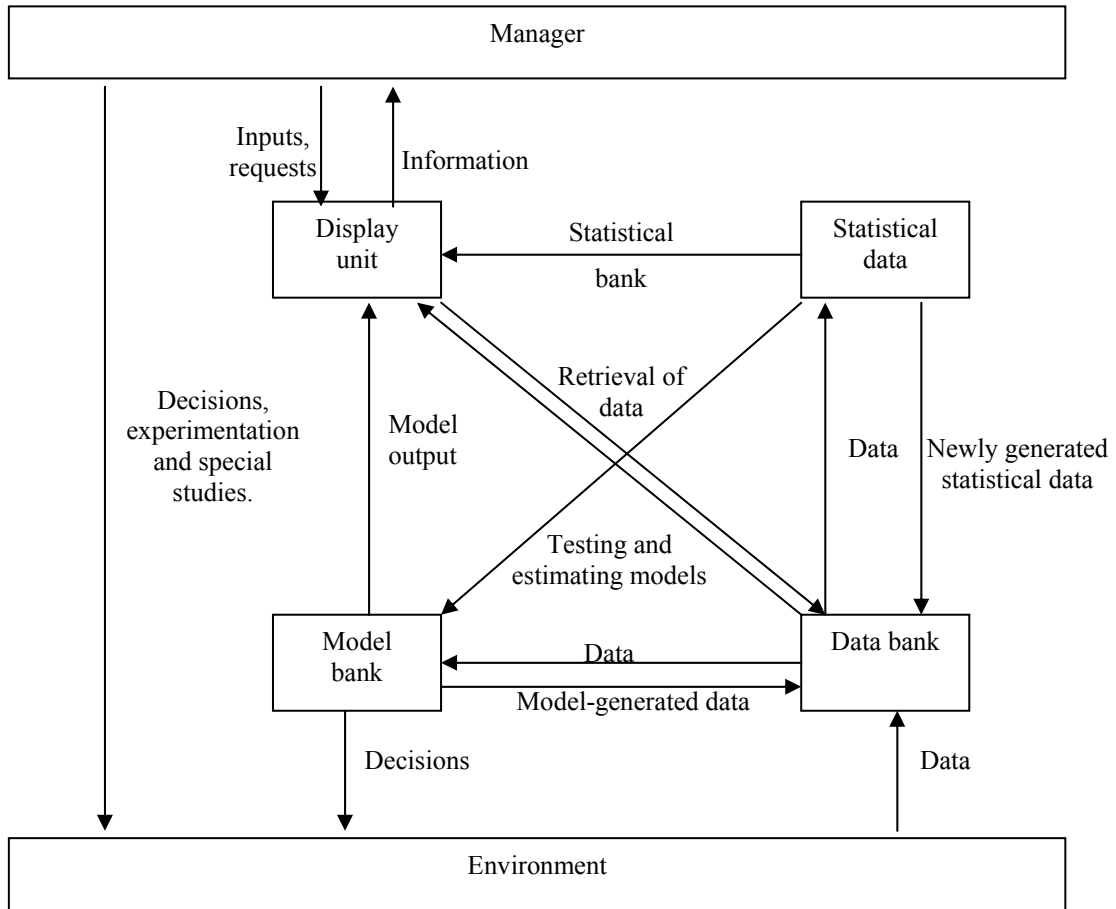 Manager
Inputs,
requests
Information
Display
unit
Statistical
bank
Statistical
data
Decisions,
experimentation
and special
studies.
Model
output
Retrieval of
data
Data
Newly generated
statistical data
Testing and
estimating models
Model
bank
Data
Model-generated data
Data bank
Decisions
Data
Environment